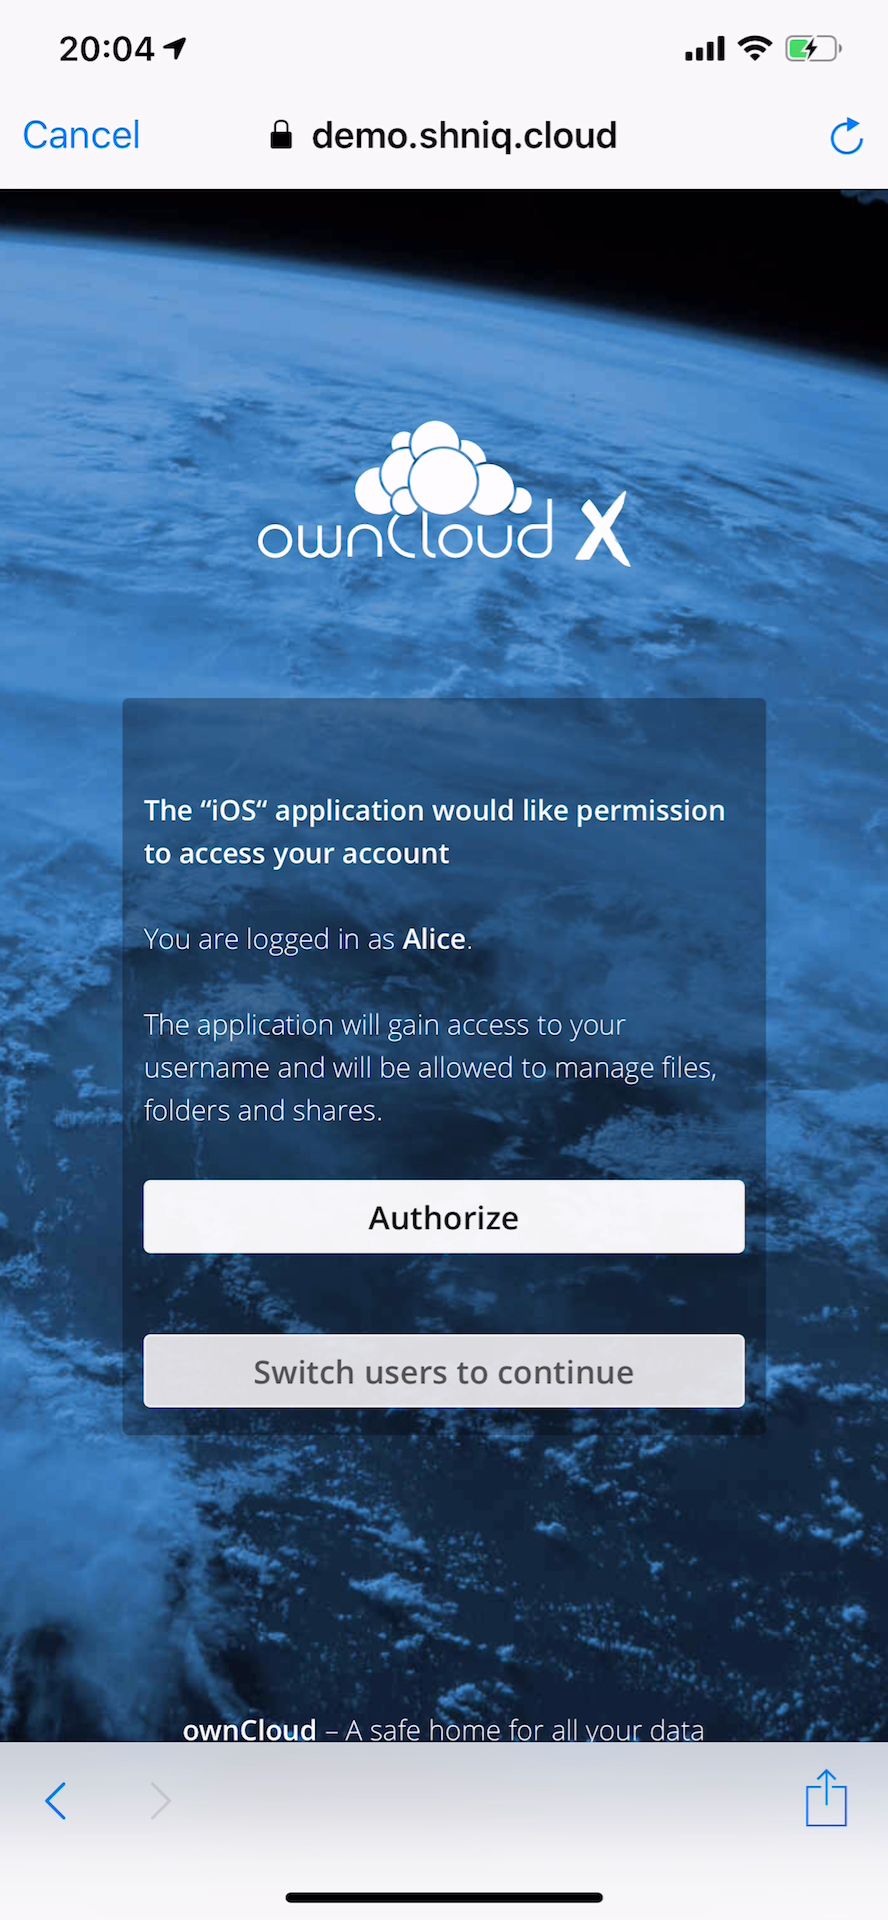 20:04
Cancel
demo.shniq.cloud
ownCloud X
The “iOS“ application would like permission
to access your account
You are logged in as Alice.
The application will gain access to your
username and will be allowed to manage files,
folders and shares.
Authorize
Switch users to continue
ownCloud – A safe home for all your data